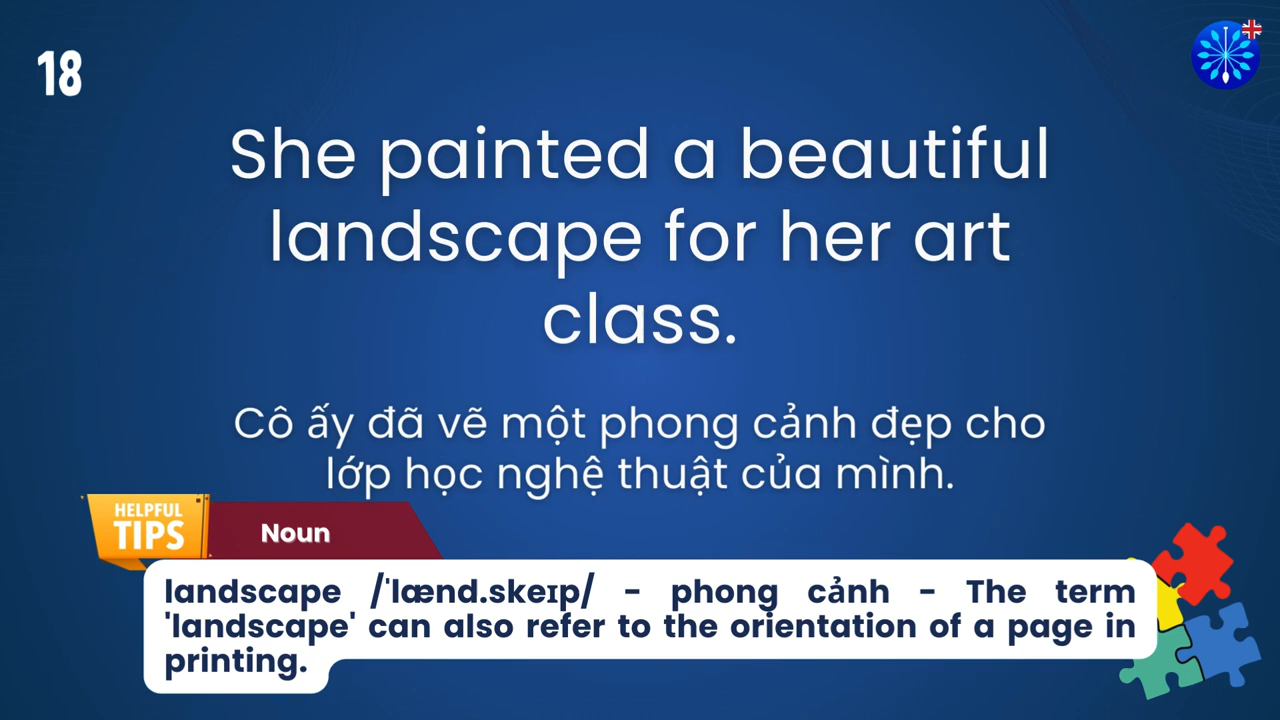 18
She painted a beautiful
landscape for her art
class.
Cô ấy đã vẽ một phong cảnh đẹp cho
lớp học nghệ thuật của mình.
HELPFUL
TIPS
Noun
landscape /ˈlænd.skeɪp/ - phong cảnh - The term
'landscape' can also refer to the orientation of a page in
printing.